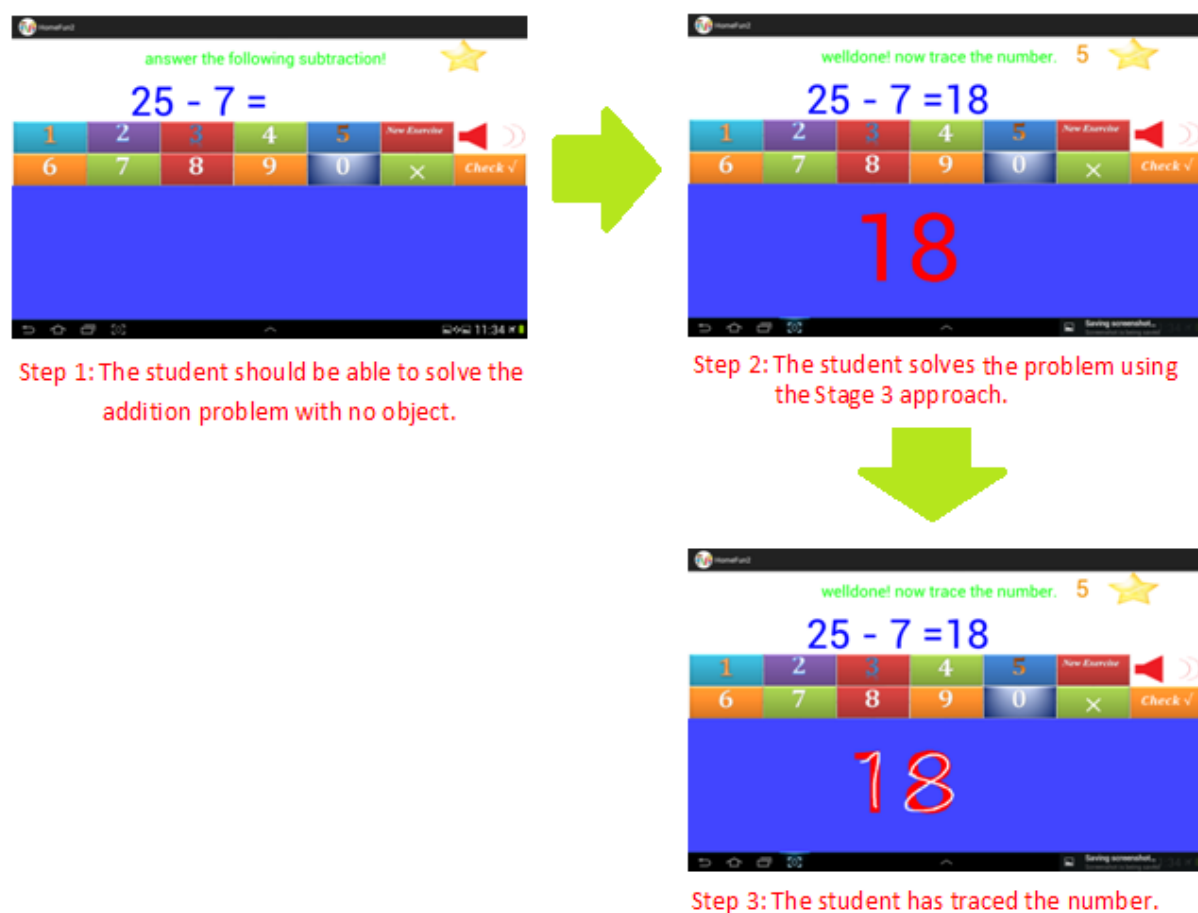 HomeFun2
answer the following subtraction!
25 - 7 =
1 2 3 4 5 New Exercise
6 7 8 9 0 × Check √
11:34
Step 1: The student should be able to solve the
addition problem with no object.
HomeFun2
welldone! now trace the number. 5
25 - 7 =18
1 2 3 4 5 New Exercise
6 7 8 9 0 × Check √
18
Saving screenshot...
Step 2: The student solves the problem using
the Stage 3 approach.
HomeFun2
welldone! now trace the number. 5
25 - 7 =18
1 2 3 4 5 New Exercise
6 7 8 9 0 × Check √
18
Saving screenshot...
Step 3: The student has traced the number.